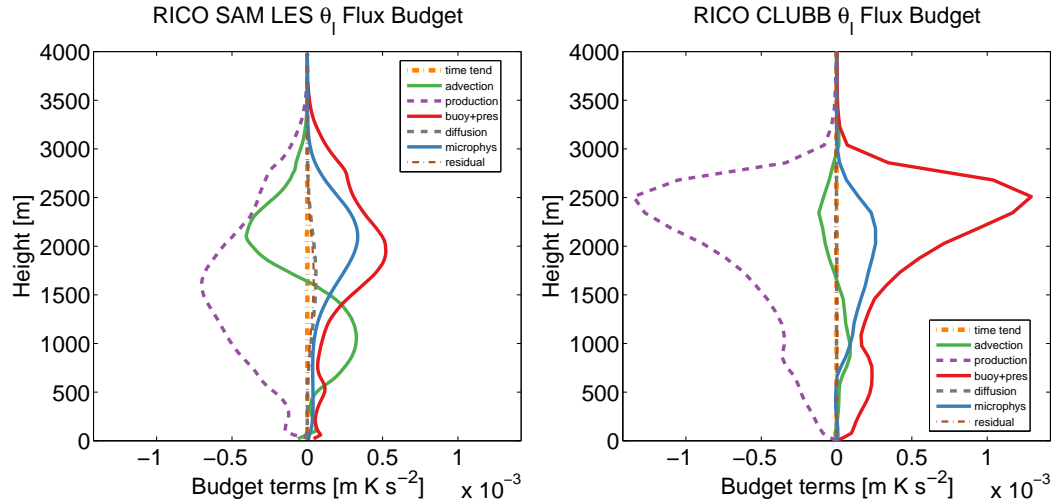 RICO SAM LES θl Flux Budget
4000
3500
3000
2500
2000
1500
1000
500
0
Height [m]
time tend
advection
production
buoy+pres
diffusion
microphys
residual
−1 −0.5 0 0.5 1
Budget terms [m K s−2]
x 10−3
RICO CLUBB θl Flux Budget
4000
3500
3000
2500
2000
1500
1000
500
0
Height [m]
time tend
advection
production
buoy+pres
diffusion
microphys
residual
−1 −0.5 0 0.5 1
Budget terms [m K s−2]
x 10−3